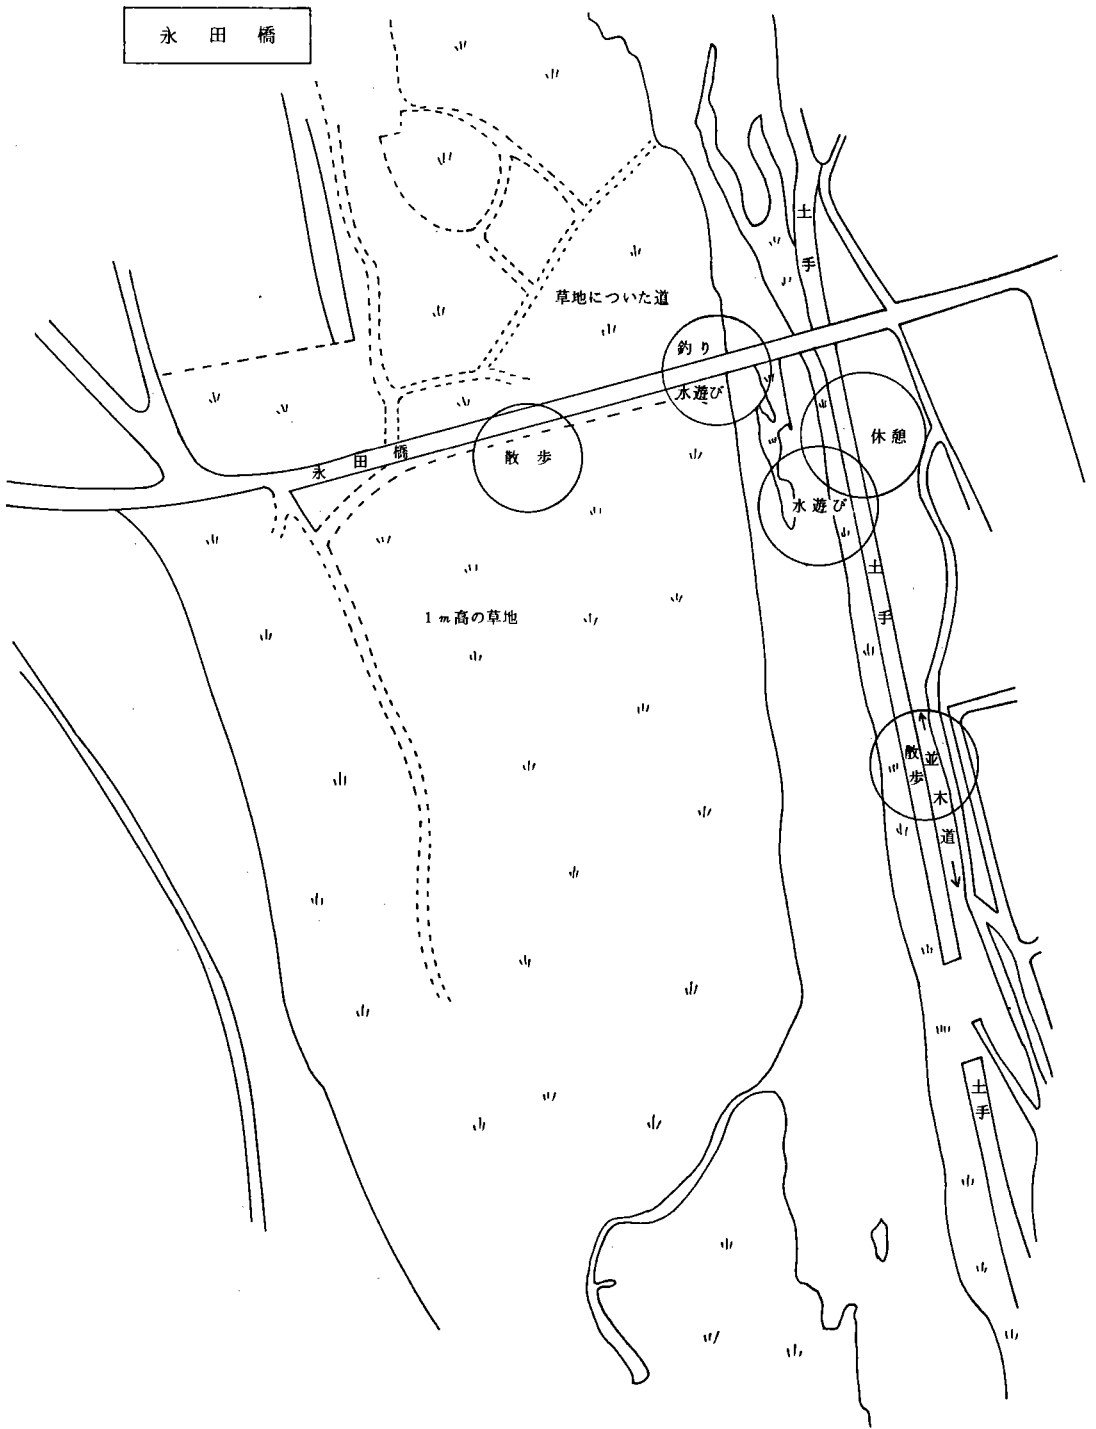 永田橋
土手
草地についた道
釣り
水遊び
休憩
永田橋
散歩
水遊び
土手
1m高の草地
散歩
並木道
土手